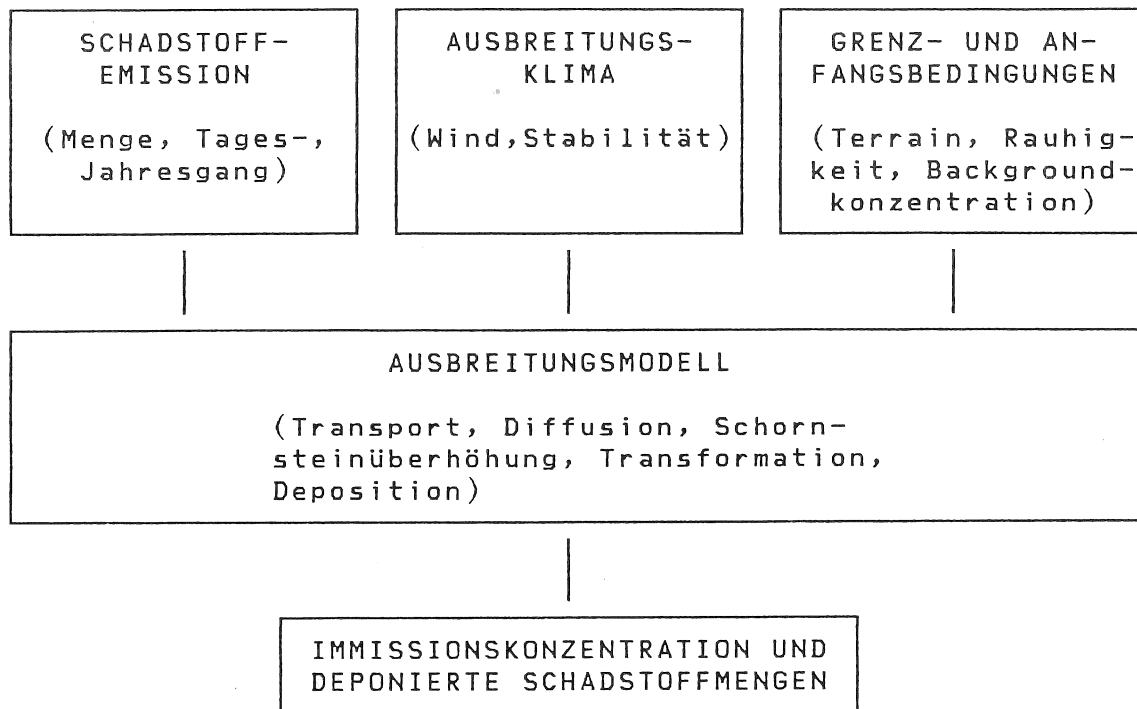 SCHADSTOFF-
EMISSION
(Menge, Tages-,
Jahresgang)
AUSBREITUNGS-
KLIMA
(Wind,Stabilität)
GRENZ- UND AN-
FANGSBEDINGUNGEN
(Terrain, Rauhig-
keit, Background-
konzentration)
AUSBREITUNGSMODELL
(Transport, Diffusion, Schorn-
steinüberhöhung, Transformation,
Deposition)
IMMISSIONSKONZENTRATION UND
DEPONIERTE SCHADSTOFFMENGEN